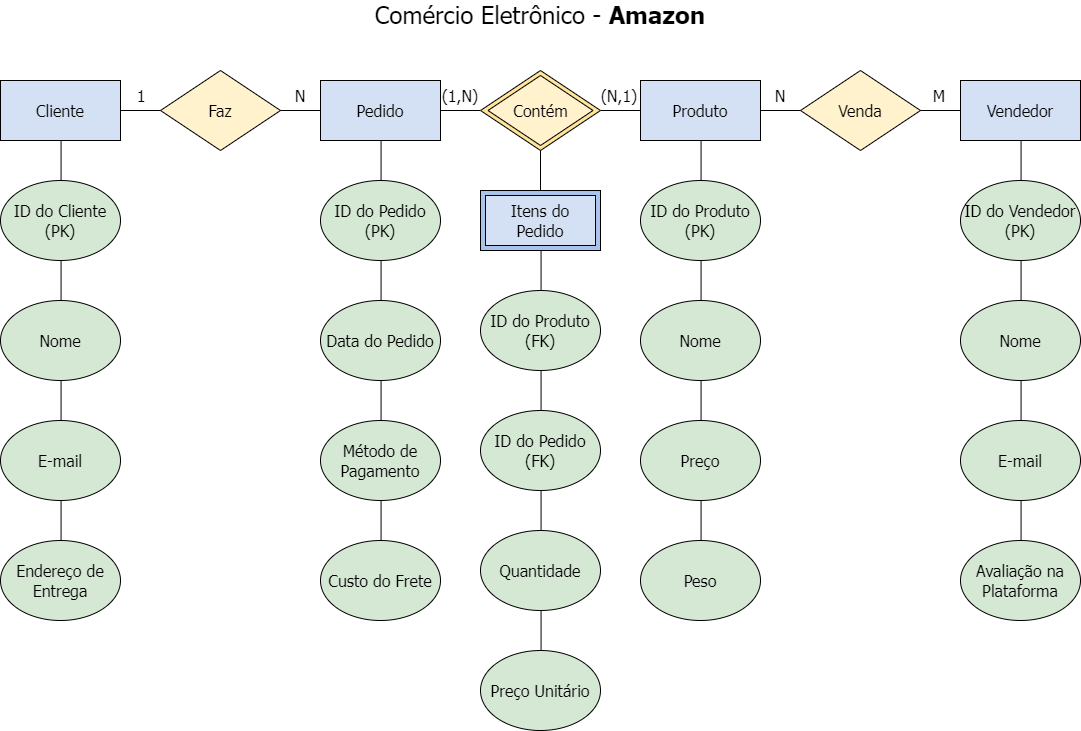 Comércio Eletrônico - Amazon
Cliente
1
Faz
N
Pedido
(1,N)
Contém
(N,1)
Produto
N
Venda
M
Vendedor
ID do Cliente
(PK)
Nome
E-mail
Endereço de
Entrega
ID do Pedido
(PK)
Data do Pedido
Método de
Pagamento
Custo do Frete
Itens do
Pedido
ID do Produto
(FK)
ID do Pedido
(FK)
Quantidade
Preço Unitário
ID do Produto
(PK)
Nome
Preço
Peso
ID do Vendedor
(PK)
Nome
E-mail
Avaliação na
Plataforma